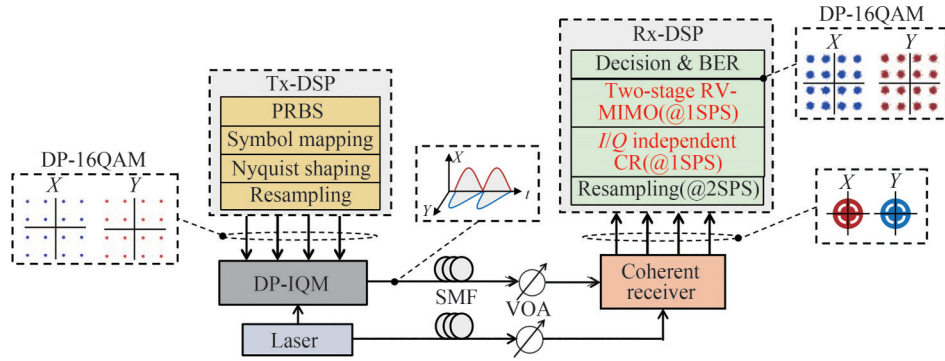 DP-16QAM
X
Y
Tx-DSP
PRBS
Symbol mapping
Nyquist shaping
Resampling
DP-IQM
Laser
X
Y
t
SMF
VOA
Rx-DSP
Decision & BER
Two-stage RV-
MIMO(@1SPS)
I/Q independent
CR(@1SPS)
Resampling(@2SPS)
Coherent
receiver
DP-16QAM
X
Y
X
Y